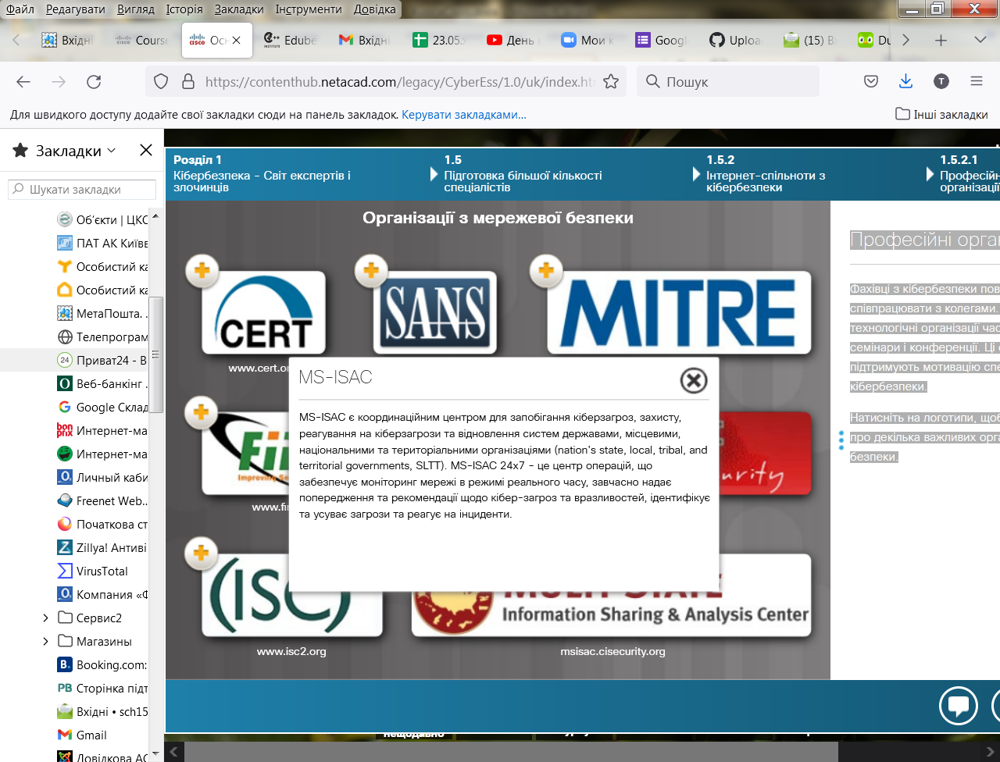 Файл Редагувати Вигляд Історія Закладки Інструменти Довідка
Вхідні Course Осн Edube Вхідні 23.05. День Мои к Googl Uploa (15) Вх Du
https://contenthub.netacad.com/legacy/CyberEss/1.0/uk/index.htm
Пошук
Для швидкого доступу додайте свої закладки сюди на панель закладок. Керувати закладками…
Інші закладки
Закладки
Шукати закладки
Об'єкти | ЦКС
ПАТ АК Київв
Особистий ка
Особистий ка
МетаПошта. .
Телепрограм
Приват24 - В
Веб-банкінг .
Google Склад
Интернет-ма
Интернет-ма
Личный каби
Freenet Web..
Початкова ст
Zillya! Антиві
VirusTotal
Компания «Ф
Сервис2
Магазины
Booking.com:
Сторінка підт
Вхідні • sch15
Gmail
Довідкова АС
Розділ 1
Кібербезпека - Світ експертів і
злочинців
1.5
Підготовка більшої кількості
спеціалістів
1.5.2
Інтернет-спільноти з
кібербезпеки
1.5.2.1
Професійн
організації
Організації з мережевої безпеки
CERT
SANS
MITRE
www.cert.or
MS-ISAC
MS-ISAC є координаційним центром для запобігання кіберзагроз, захисту,
реагування на кіберзагрози та відновлення систем державами, місцевими,
національними та територіальними організаціями (nation's state, local, tribal, and
territorial governments, SLTT). MS-ISAC 24x7 - це центр операцій, що
забезпечує моніторинг мережі в режимі реального часу, завчасно надає
попередження та рекомендації щодо кібер-загроз та вразливостей, ідентифікує
та усуває загрози та реагує на інциденти.
Improving Se
www.fir
curity
(ISC)
MULTI-STATE
Information Sharing & Analysis Center
www.isc2.org
msisac.cisecurity.org
Професійні орган
Фахівці з кібербезпеки пов
співпрацювати з колегами.
технологічні організації час
семінари і конференції. Ці о
підтримують мотивацію спе
кібербезпеки.
Натисніть на логотипи, щоб
про декілька важливих орга
безпеки.
нещодавно